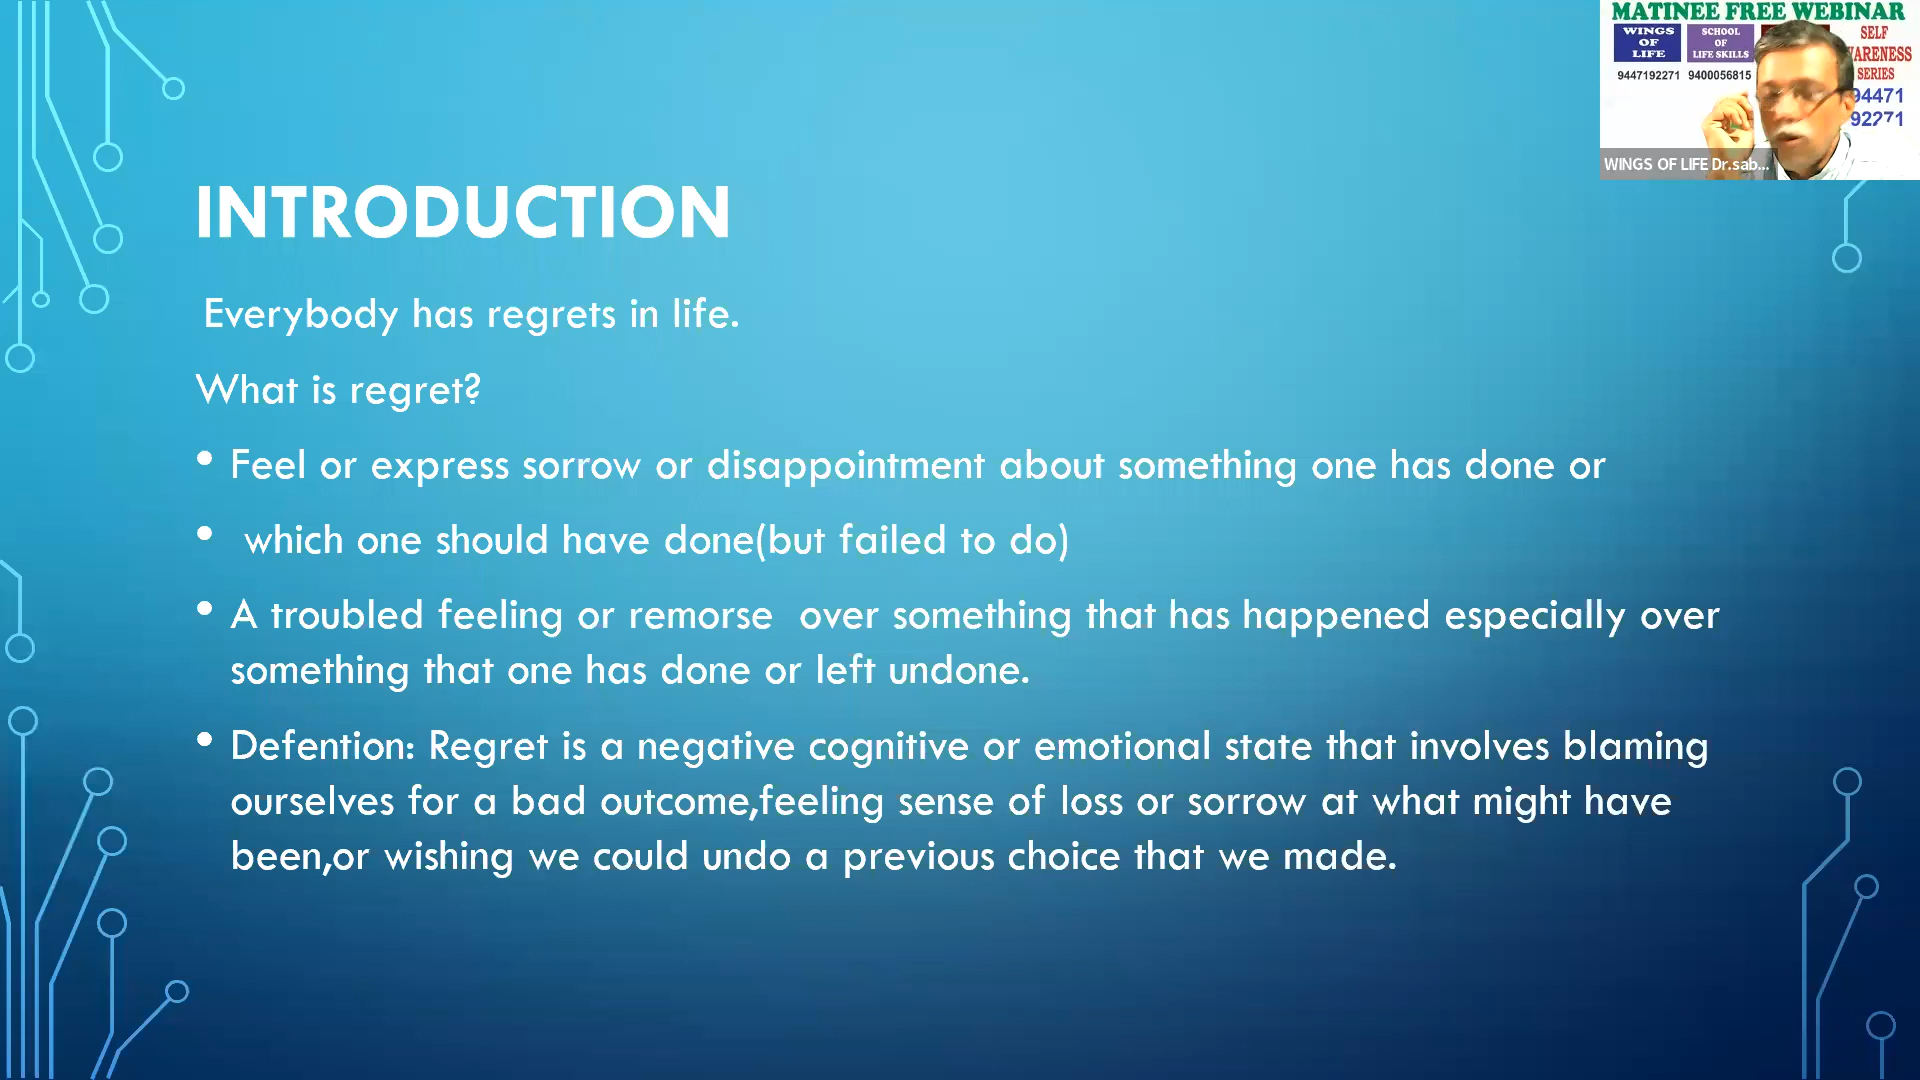 MATINEE FREE WEBINAR
WINGS
OF
LIFE
SCHOOL
OF
LIFE SKILLS
SELF
ARENESS
SERIES
9447192271 9400056815
94471
92271
WINGS OF LIFE Dr.sab...
INTRODUCTION
Everybody has regrets in life.
What is regret?
• Feel or express sorrow or disappointment about something one has done or
• which one should have done(but failed to do)
• A troubled feeling or remorse over something that has happened especially over
something that one has done or left undone.
• Defention: Regret is a negative cognitive or emotional state that involves blaming
ourselves for a bad outcome,feeling sense of loss or sorrow at what might have
been,or wishing we could undo a previous choice that we made.